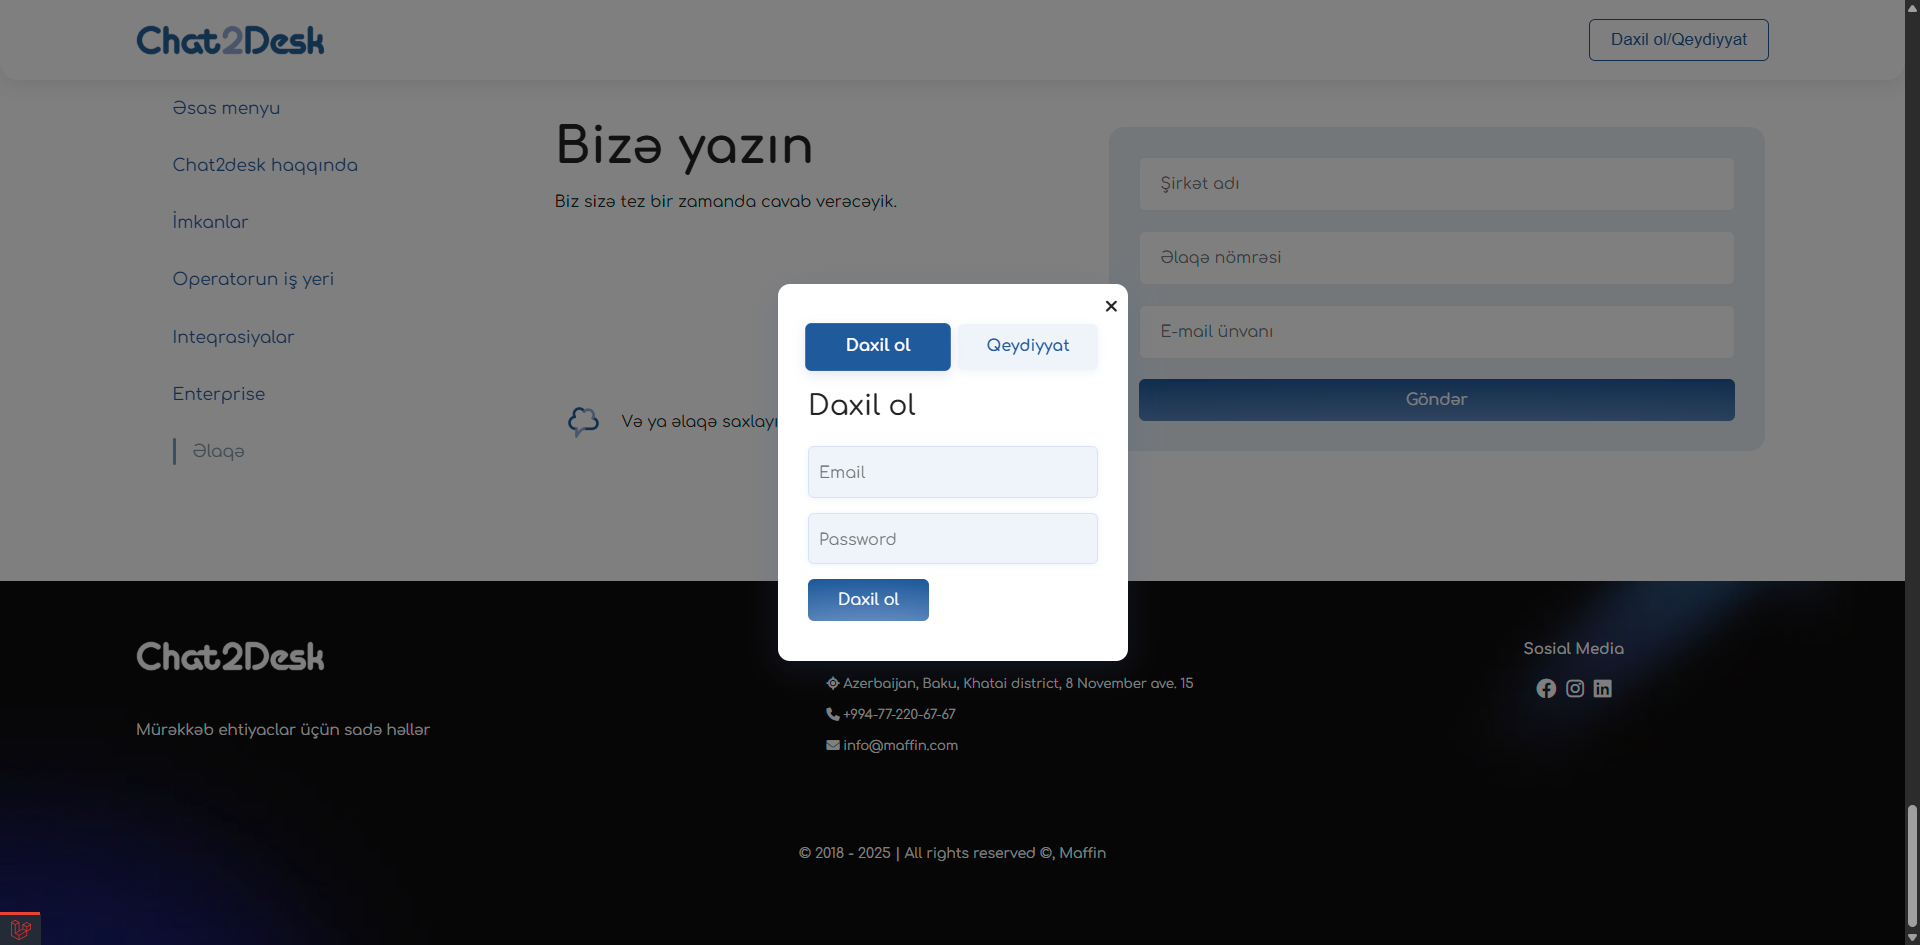 Chat2Desk
Daxil ol/Qeydiyyat
Əsas menyu
Chat2desk haqqında
İmkanlar
Operatorun iş yeri
Inteqrasiyalar
Enterprise
Əlaqə
Bizə yazın
Biz sizə tez bir zamanda cavab verəcəyik.
Və ya əlaqə saxlayı
Şirkət adı
Əlaqə nömrəsi
E-mail ünvanı
Göndər
×
Daxil ol
Qeydiyyat
Daxil ol
Email
Password
Daxil ol
Chat2Desk
Mürəkkəb ehtiyaclar üçün sadə həllər
Azerbaijan, Baku, Khatai district, 8 November ave. 15
+994-77-220-67-67
info@maffin.com
Sosial Media
© 2018 - 2025 | All rights reserved ©, Maffin